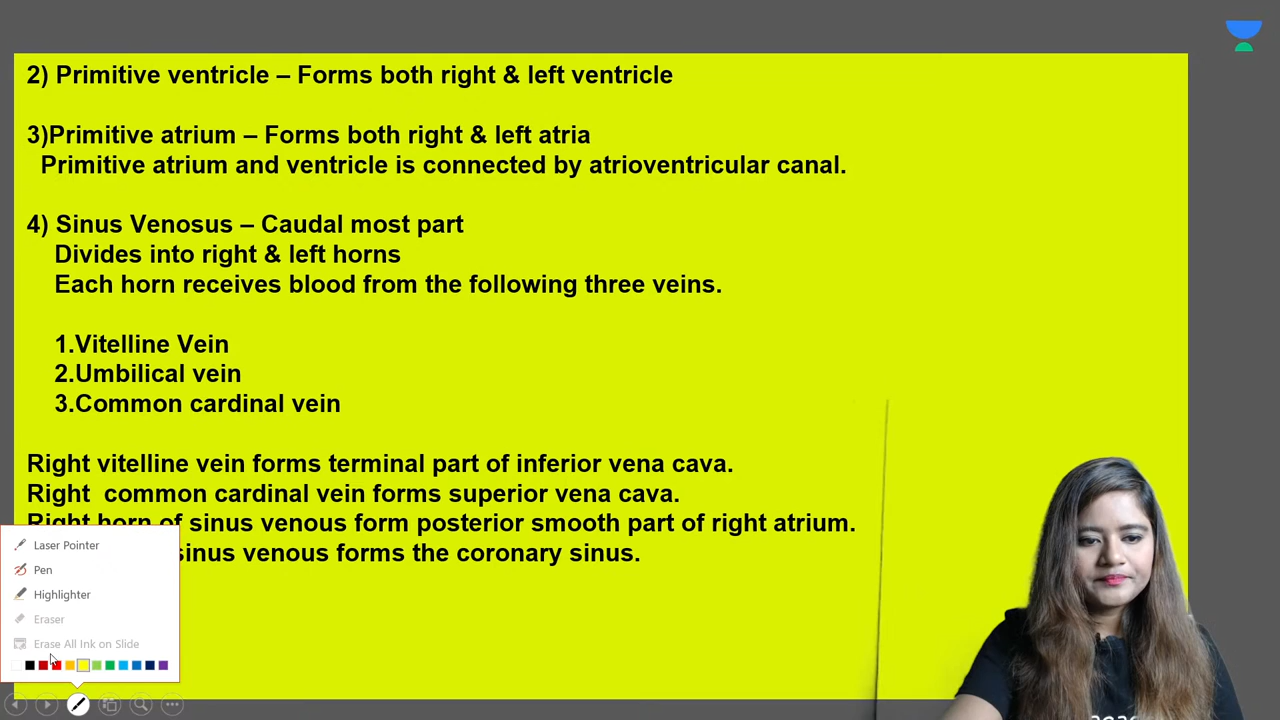 2) Primitive ventricle – Forms both right & left ventricle
3)Primitive atrium – Forms both right & left atria
Primitive atrium and ventricle is connected by atrioventricular canal.
4) Sinus Venosus – Caudal most part
Divides into right & left horns
Each horn receives blood from the following three veins.
1.Vitelline Vein
2.Umbilical vein
3.Common cardinal vein
Right vitelline vein forms terminal part of inferior vena cava.
Right common cardinal vein forms superior vena cava.
Right horn of sinus venous form posterior smooth part of right atrium.
sinus venous forms the coronary sinus.
Laser Pointer
Pen
Highlighter
Eraser
Erase All Ink on Slide